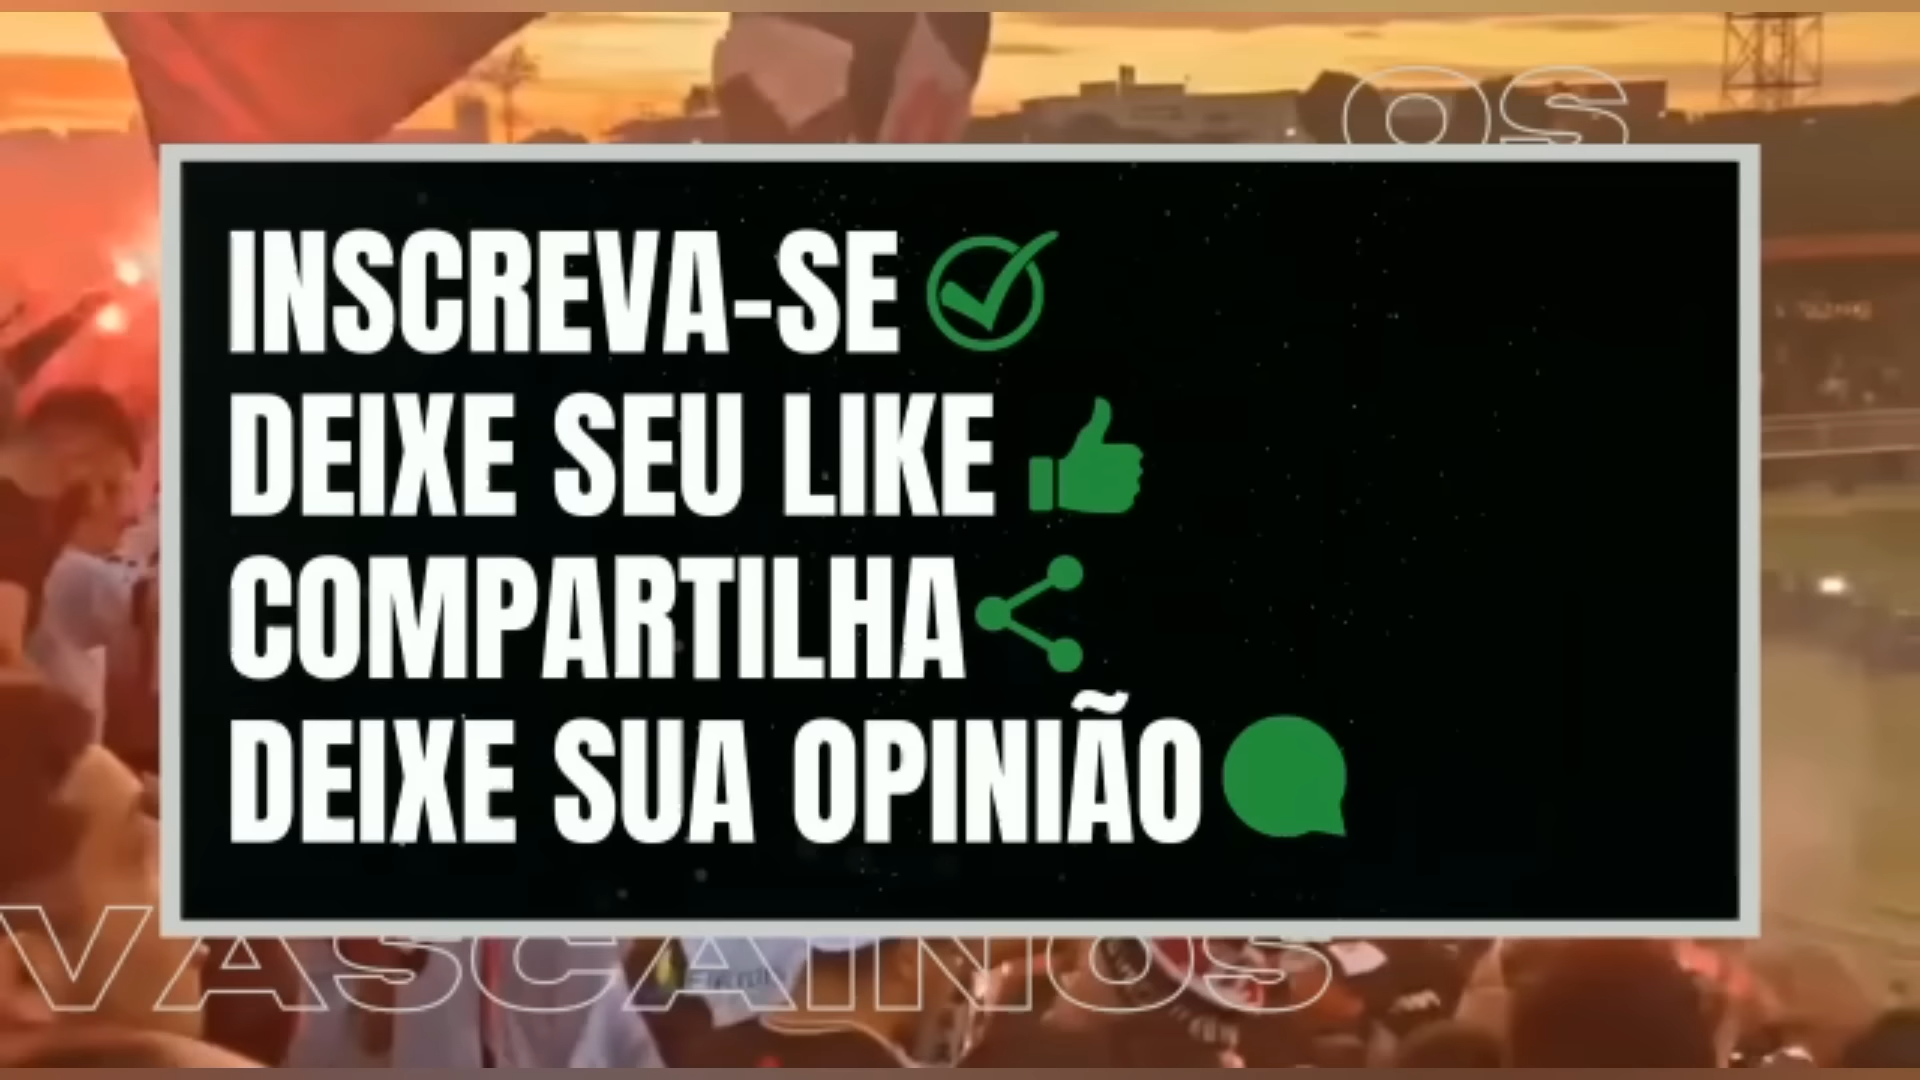 OS
INSCREVA-SE
DEIXE SEU LIKE
COMPARTILHA
DEIXE SUA OPINIÃO
VASCAINOS